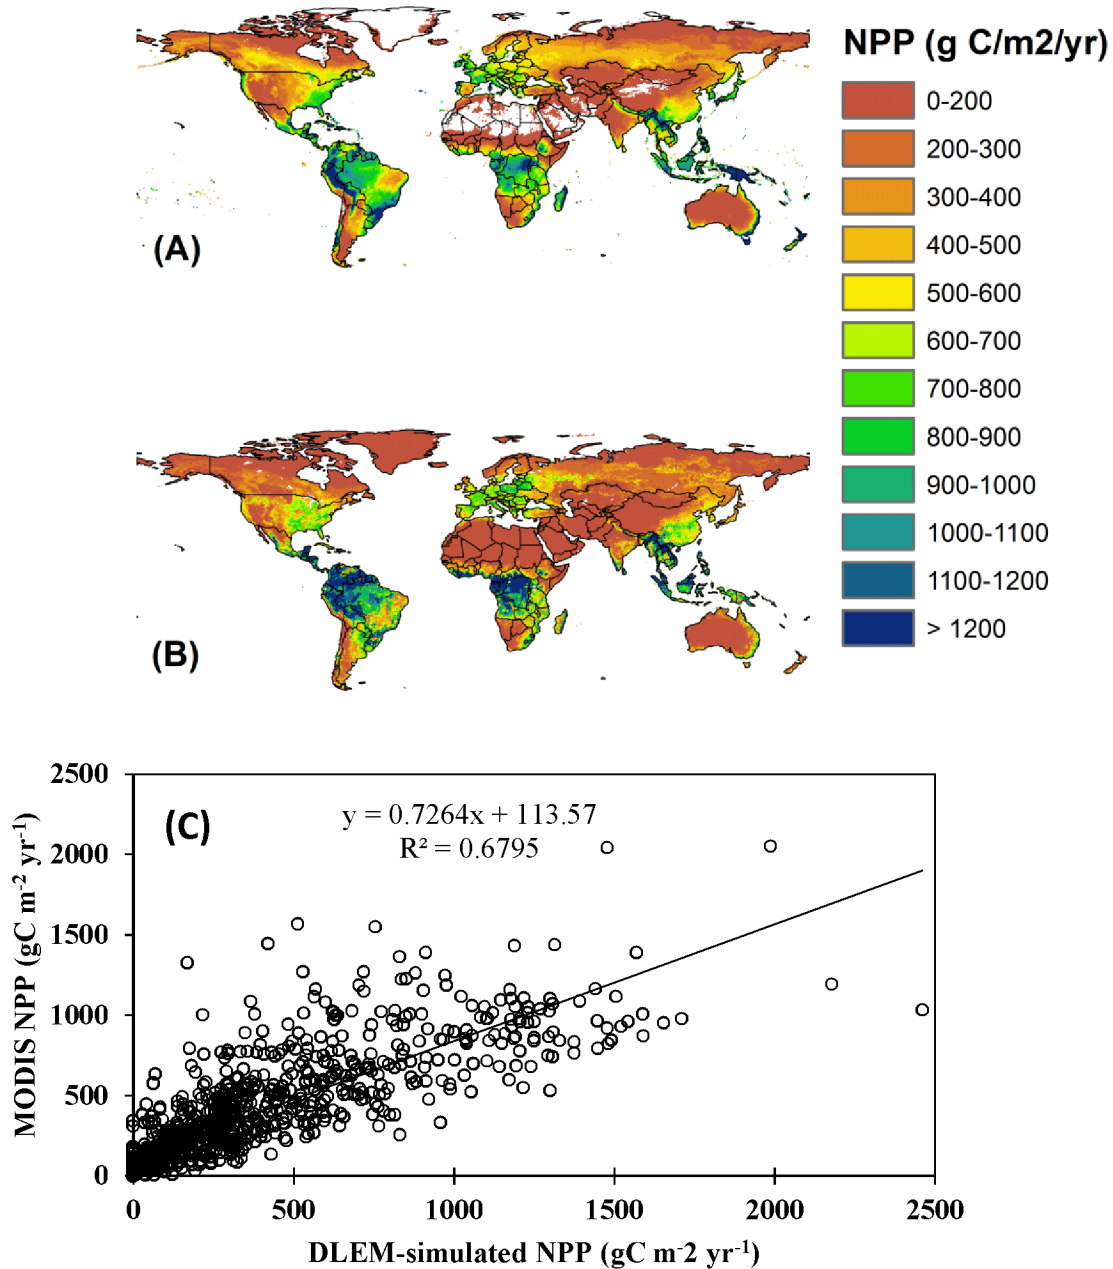 NPP (g C/m2/yr)
0-200
200-300
300-400
400-500
500-600
600-700
700-800
800-900
900-1000
1000-1100
1100-1200
> 1200
(A)
(B)
(C)
y = 0.7264x + 113.57
R² = 0.6795
MODIS NPP (gC m⁻² yr⁻¹)
2500
2000
1500
1000
500
0
0 500 1000 1500 2000 2500
DLEM-simulated NPP (gC m-2 yr⁻¹)